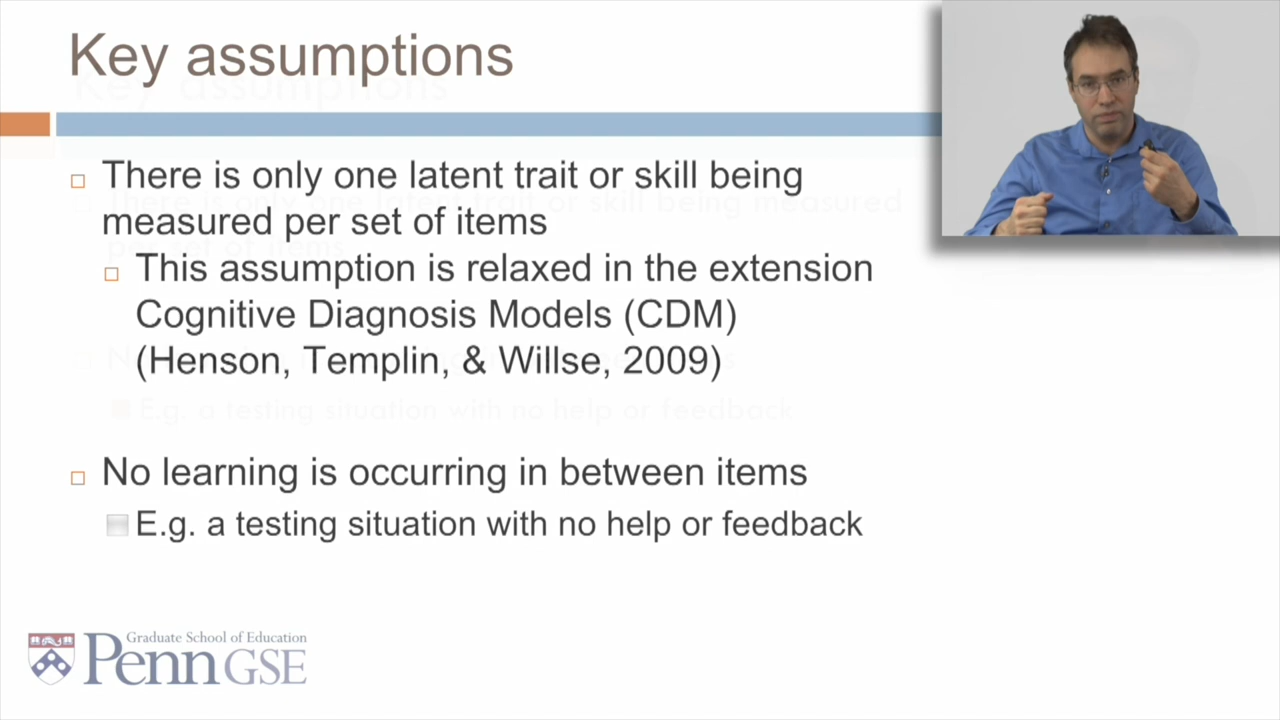 Key assumptions
There is only one latent trait or skill being
measured per set of items
This assumption is relaxed in the extension
Cognitive Diagnosis Models (CDM)
(Henson, Templin, & Willse, 2009)
No learning is occurring in between items
E.g. a testing situation with no help or feedback
Graduate School of Education
Penn GSE